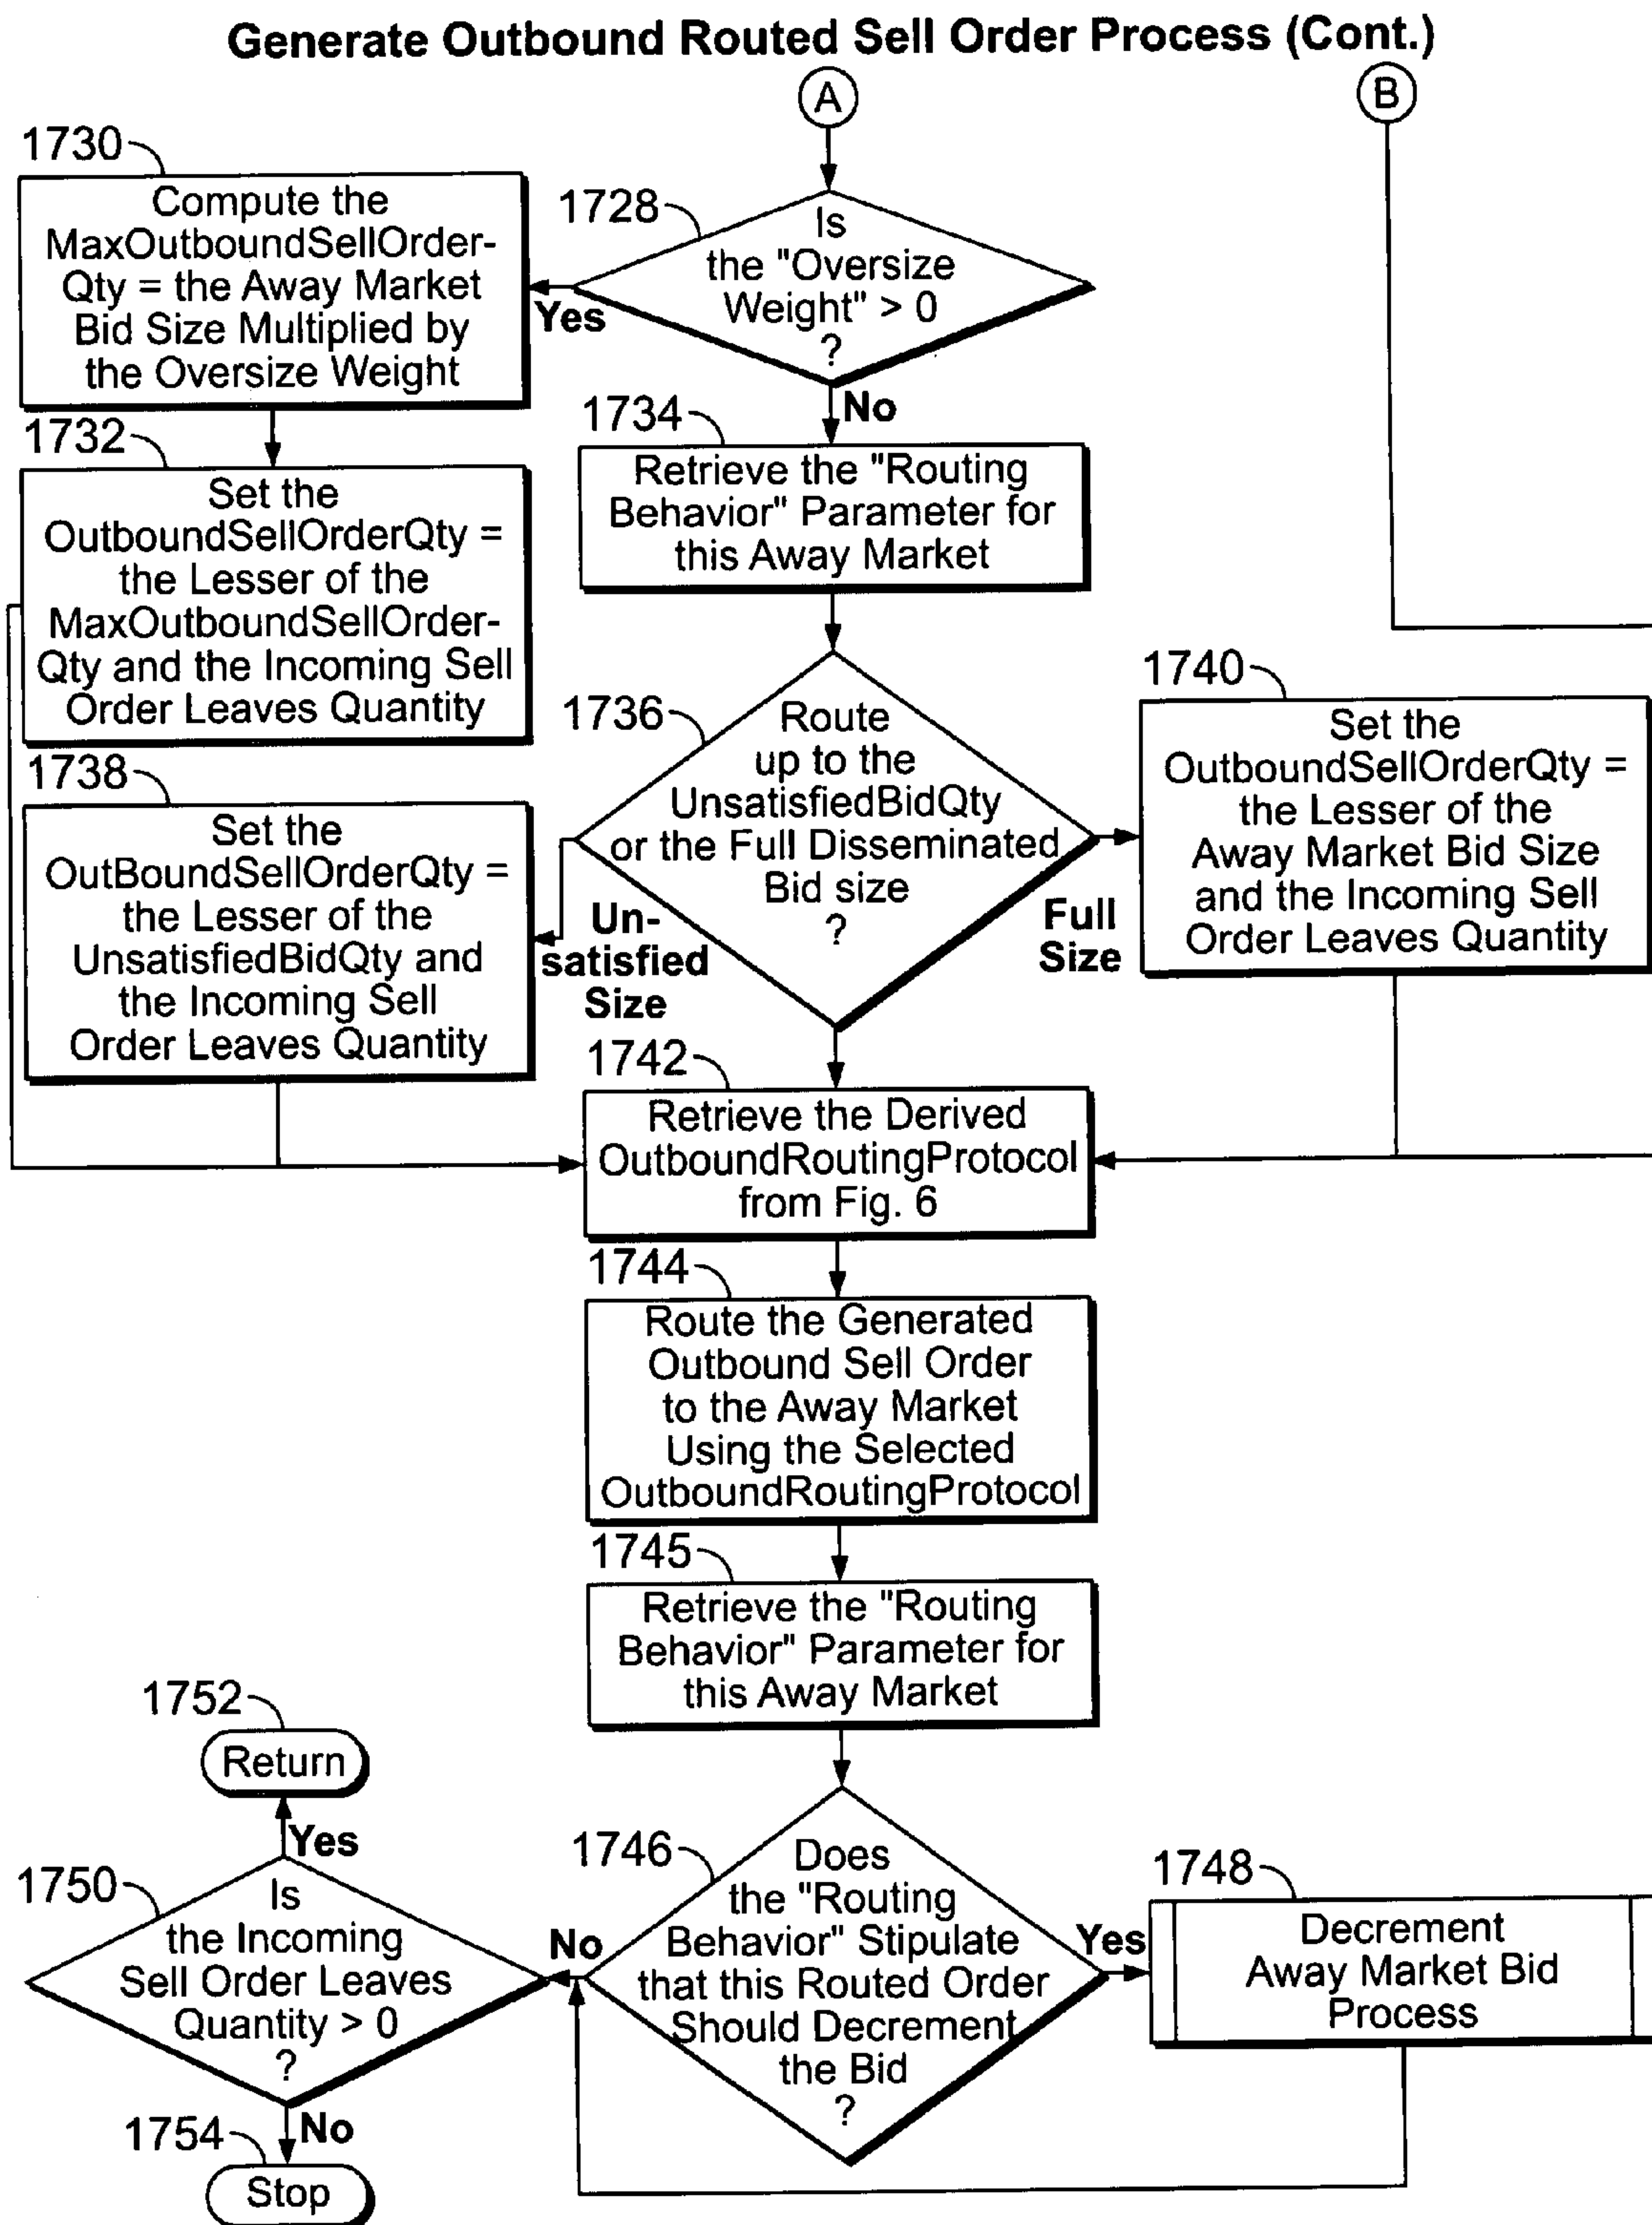 Generate Outbound Routed Sell Order Process (Cont.)
A
B
1730
Compute the
MaxOutboundSellOrder-
Qty = the Away Market
Bid Size Multiplied by
the Oversize Weight
1728
Is
the "Oversize
Weight" > 0
?
Yes
No
1732
Set the
OutboundSellOrderQty =
the Lesser of the
MaxOutboundSellOrder-
Qty and the Incoming Sell
Order Leaves Quantity
1734
Retrieve the "Routing
Behavior" Parameter for
this Away Market
1736
Route
up to the
UnsatisfiedBidQty
or the Full Disseminated
Bid size
?
Un-
satisfied
Size
Full
Size
1738
Set the
OutBoundSellOrderQty =
the Lesser of the
UnsatisfiedBidQty and
the Incoming Sell
Order Leaves Quantity
1740
Set the
OutboundSellOrderQty =
the Lesser of the
Away Market Bid Size
and the Incoming Sell
Order Leaves Quantity
1742
Retrieve the Derived
OutboundRoutingProtocol
from Fig. 6
1744
Route the Generated
Outbound Sell Order
to the Away Market
Using the Selected
OutboundRoutingProtocol
1745
Retrieve the "Routing
Behavior" Parameter for
this Away Market
1746
Does
the "Routing
Behavior" Stipulate
that this Routed Order
Should Decrement
the Bid
?
No
Yes
1748
Decrement
Away Market Bid
Process
1752
Return
Yes
1750
Is
the Incoming
Sell Order Leaves
Quantity > 0
?
No
1754
Stop